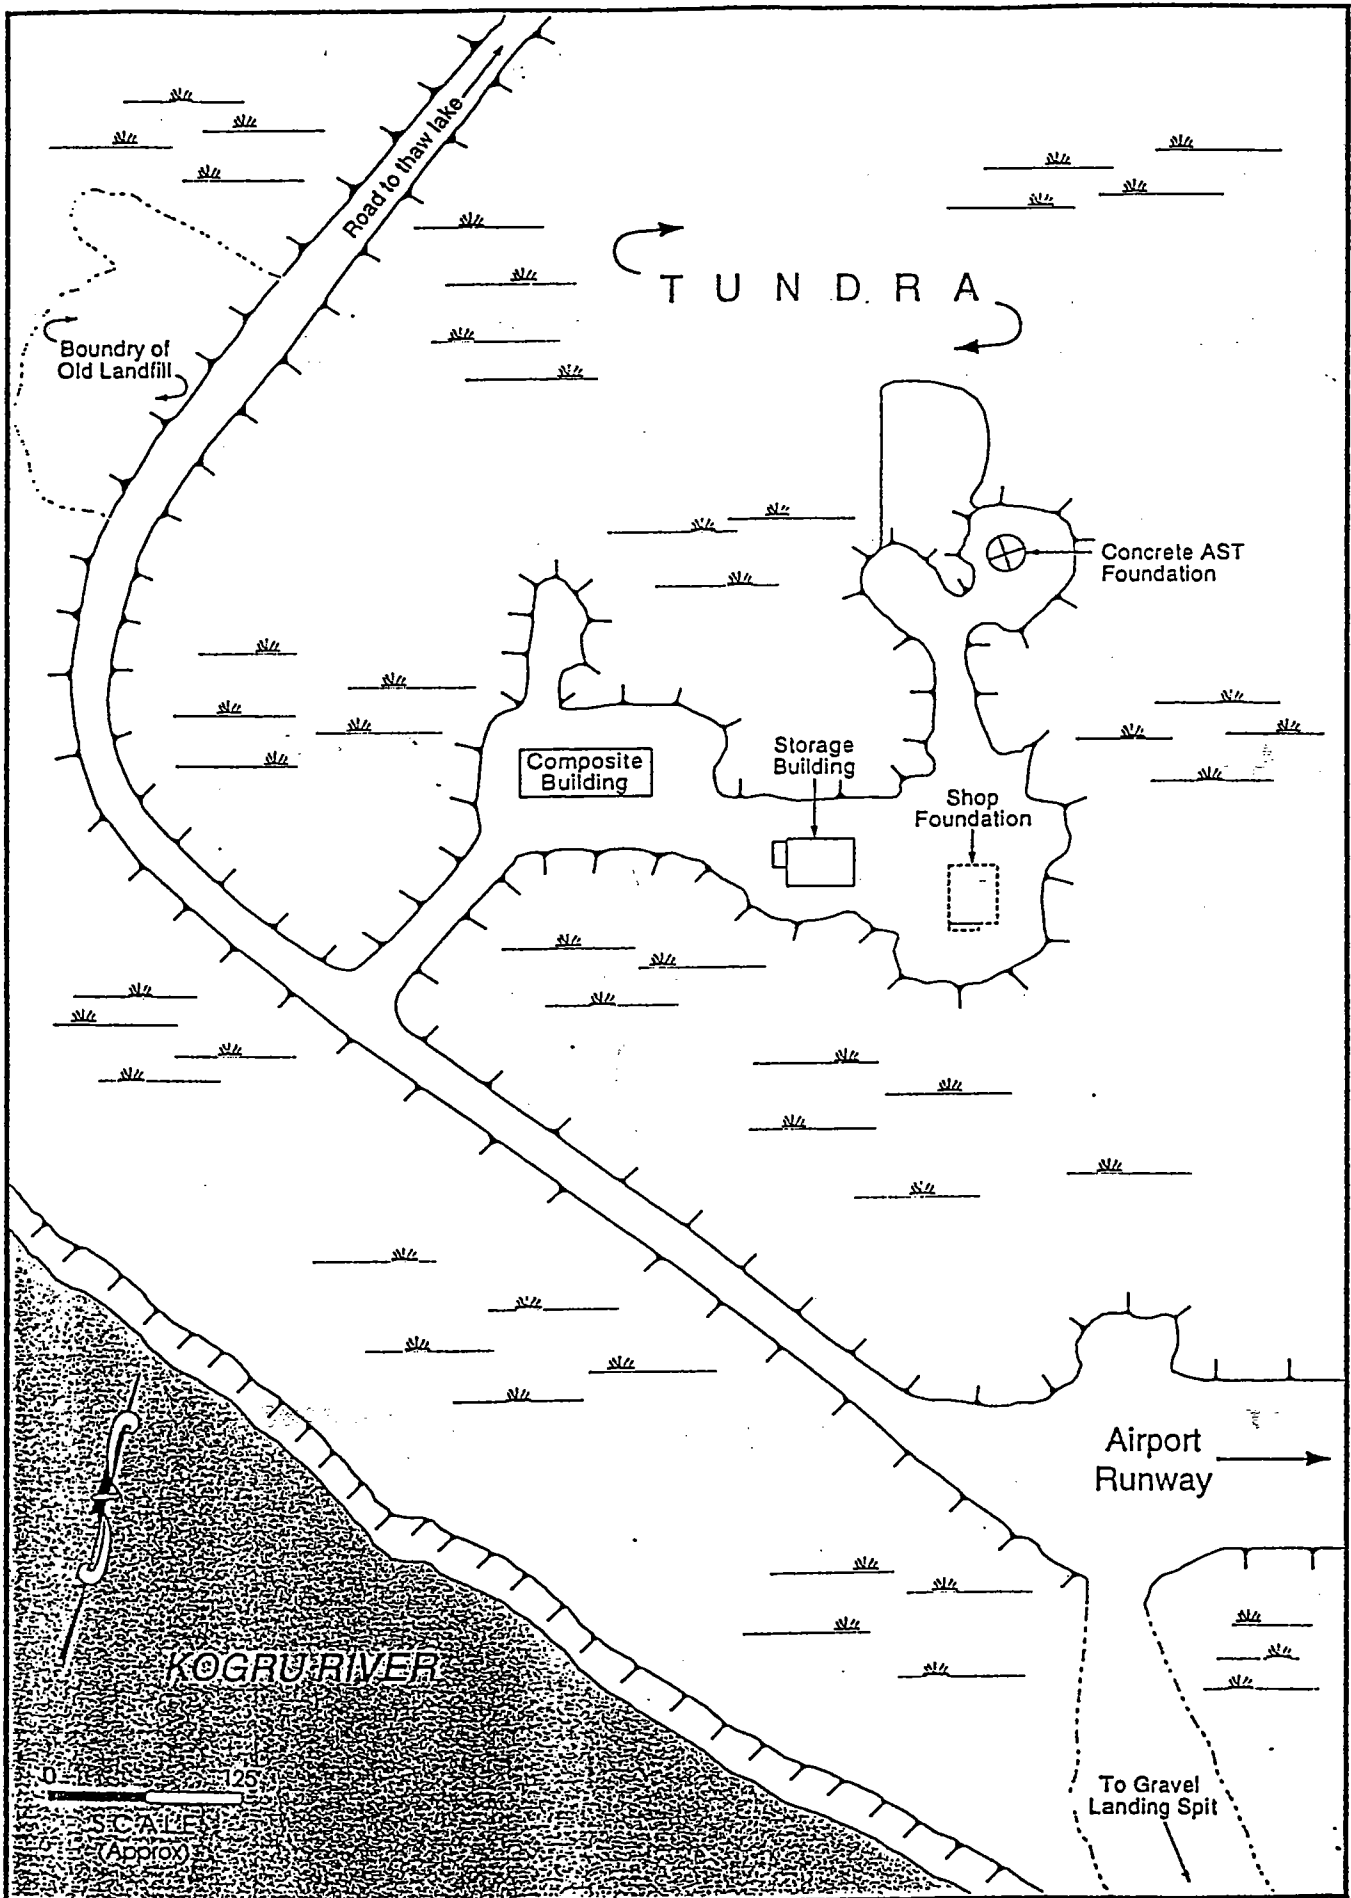 Road to thaw lake
TUNDRA
Boundry of
Old Landfill
Concrete AST
Foundation
Composite
Building
Storage
Building
Shop
Foundation
Airport
Runway
KOGRU RIVER
0 125
SCALE
(Approx)
To Gravel
Landing Spit